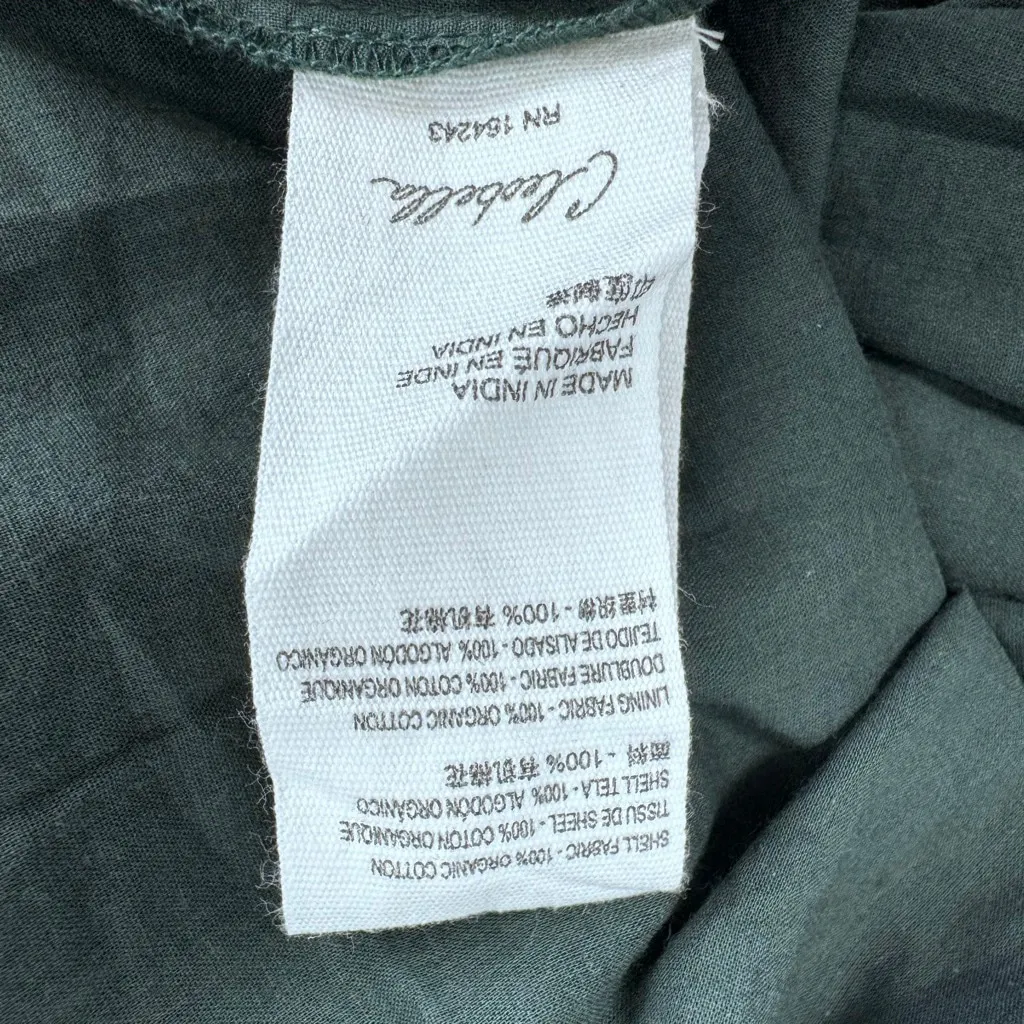 SHELL FABRIC - 100% ORGANIC COTTON
TISSU DE SHEEL - 100% COTON ORGANIQUE
SHELL TELA - 100% ALGODÓN ORGÁNICO
面料 - 100% 有机棉花
LINING FABRIC - 100% ORGANIC COTTON
DOUBLURE FABRIC - 100% COTON ORGANIQUE
TEJIDO DE ALISADO - 100% ALGODÓN ORGÁNICO
衬里织物 - 100% 有机棉花
MADE IN INDIA
FABRIQUÉ EN INDE
HECHO EN INDIA
印度制造
Cleobella
RN 164243